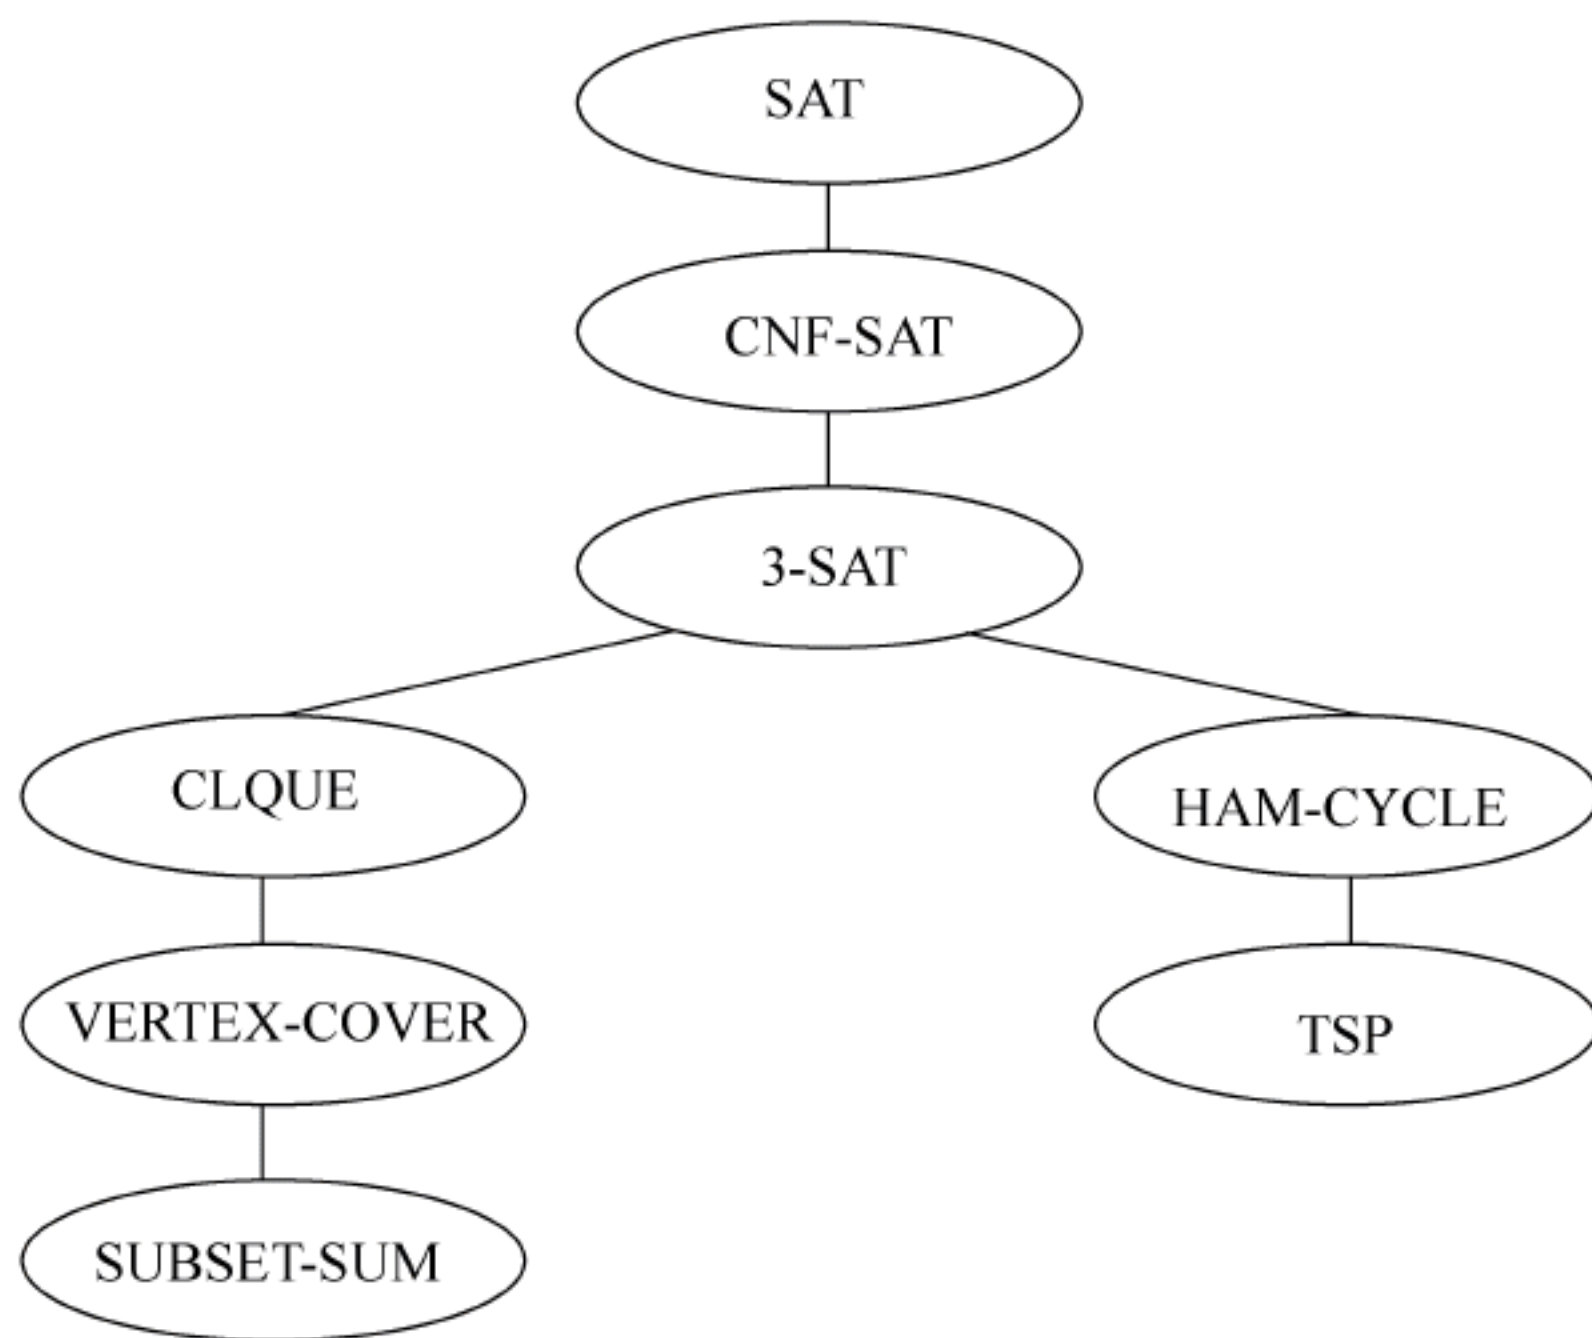 SAT
CNF-SAT
3-SAT
CLQUE
HAM-CYCLE
VERTEX-COVER
TSP
SUBSET-SUM